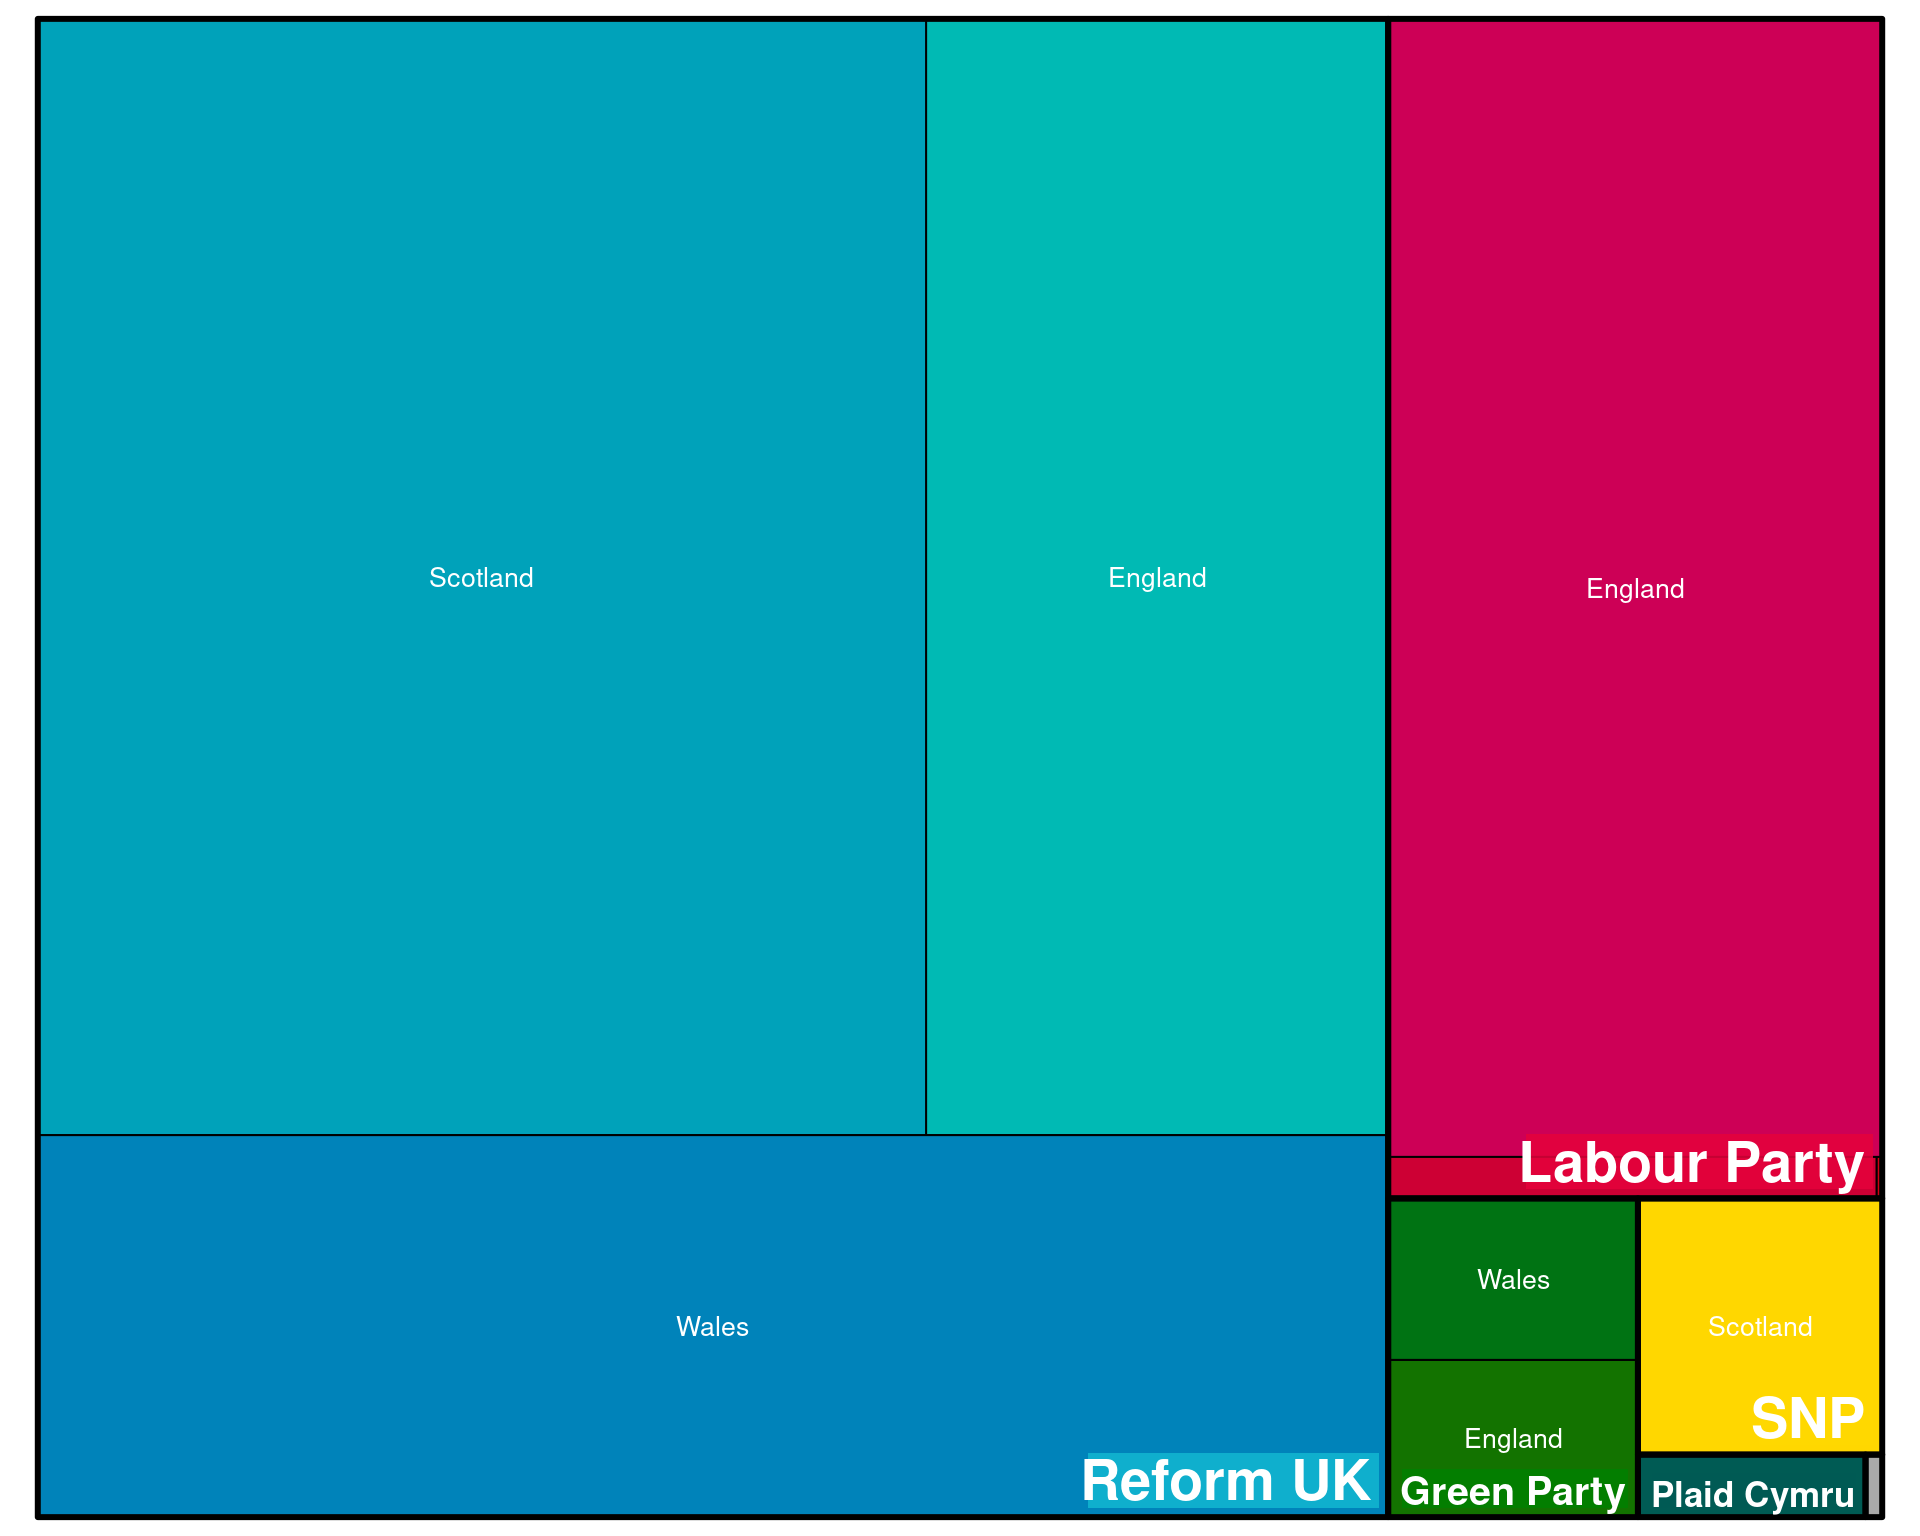 Scotland
England
England
Labour Party
Wales
Wales
Scotland
SNP
England
Reform UK
Green Party
Plaid Cymru